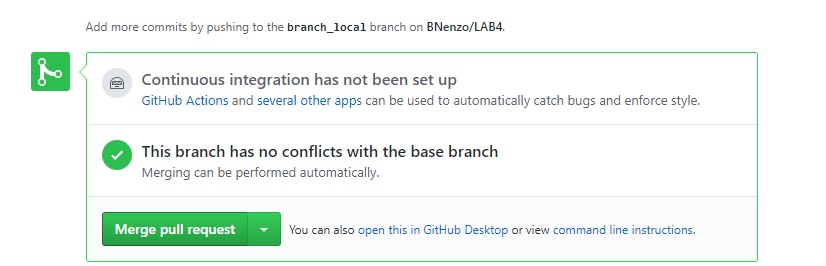 Add more commits by pushing to the branch_local branch on BNenzo/LAB4.
Continuous integration has not been set up
GitHub Actions and several other apps can be used to automatically catch bugs and enforce style.
This branch has no conflicts with the base branch
Merging can be performed automatically.
Merge pull request You can also open this in GitHub Desktop or view command line instructions.